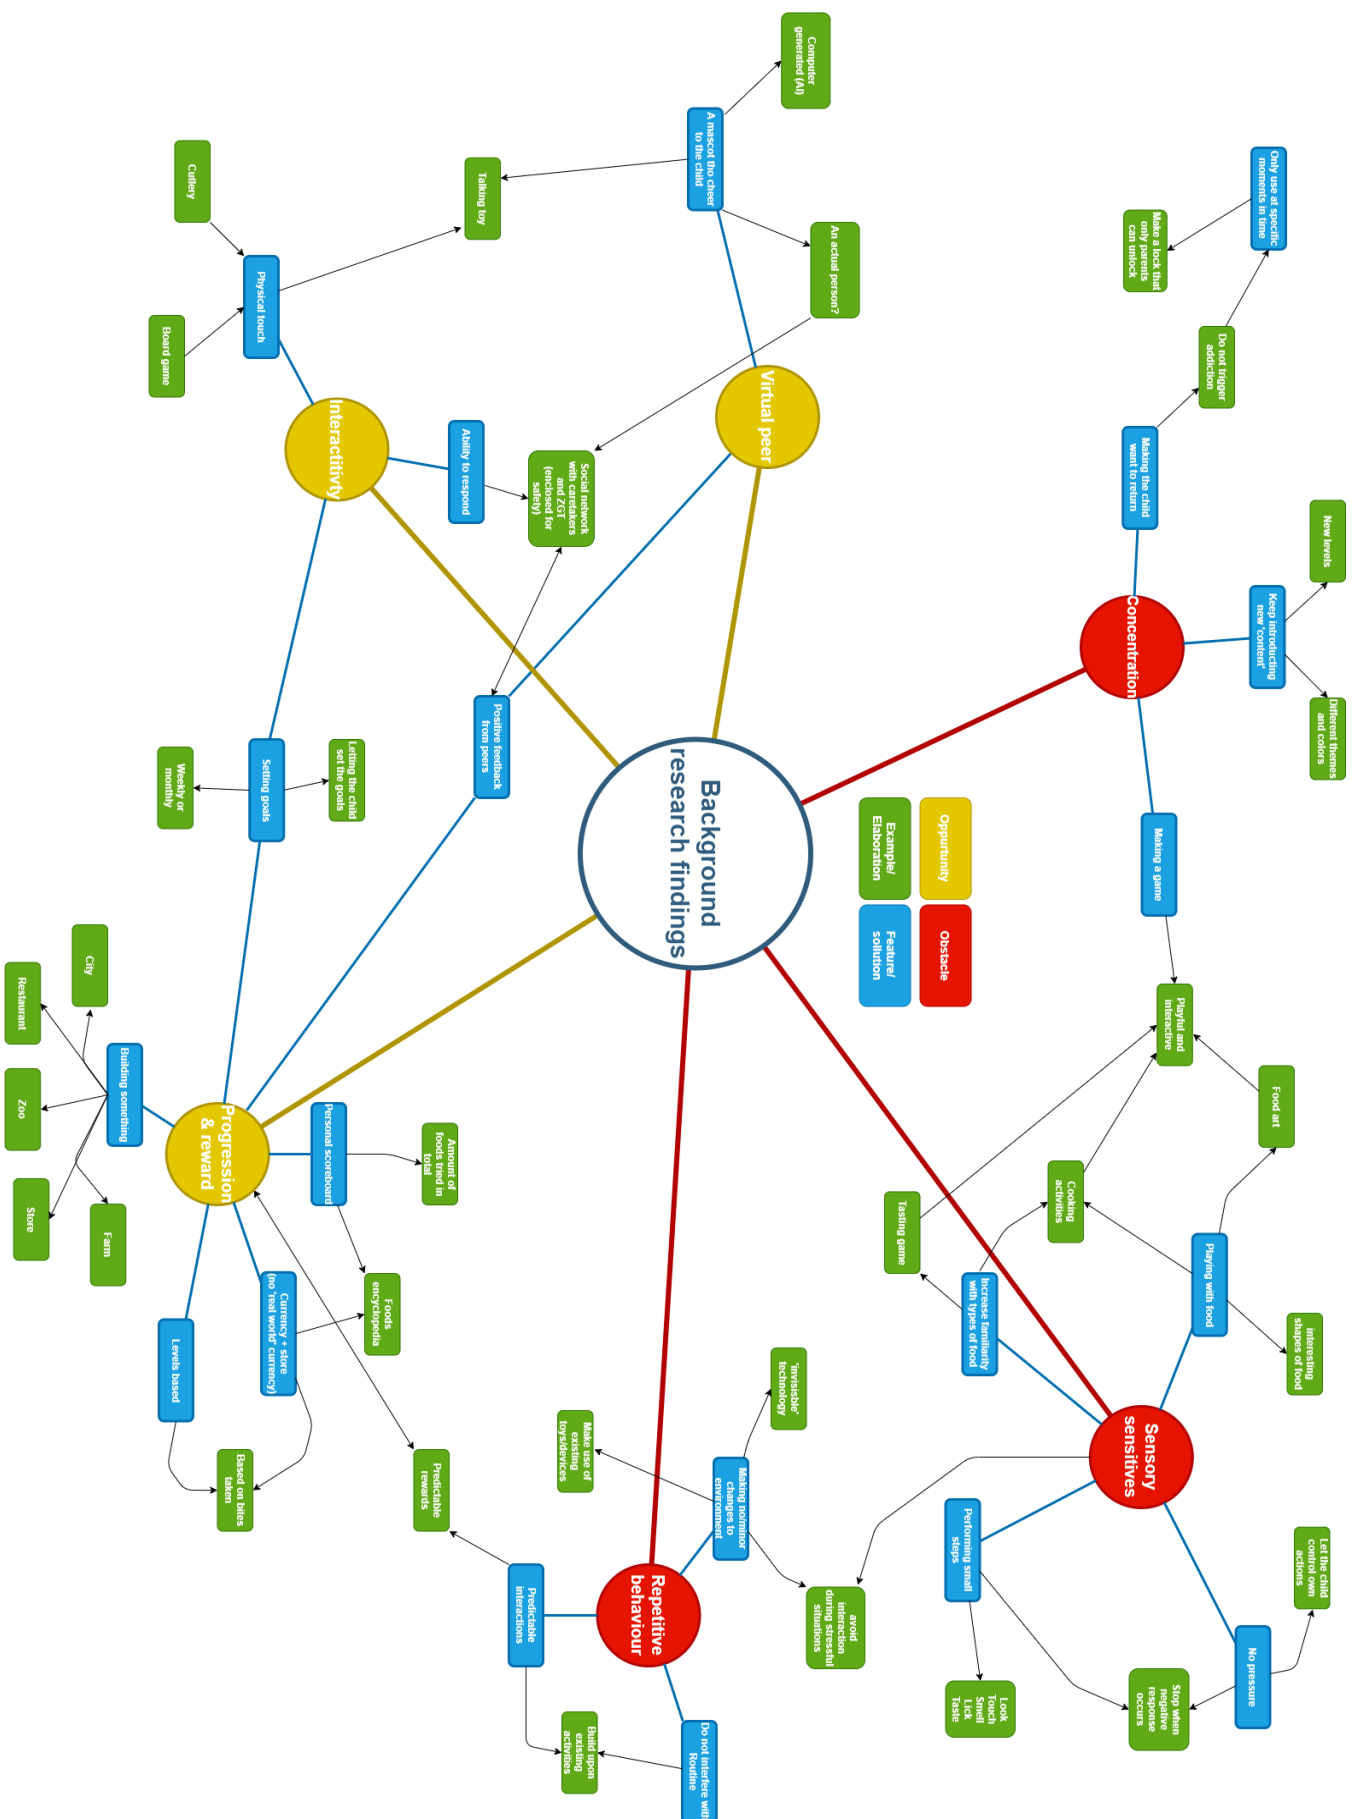 New levels
Different themes
and colors
interesting
shapes of food
Let the child
control own
actions
Only use at specific
moments in time
Keep introducting
new 'content'
Food art
No pressure
Do not trigger
addiction
Playing with food
Make a lock that
only parents
can unlock
Making the child
want to return
Making a game
Playful and
interactive
Stop when
negative
response
occurs
Concentration
Sensory
sensitives
Cooking
activities
Increase familiarity
with types of food
Performing small
steps
Look
Touch
Smell
Lick
Taste
Oppurtunity
Obstacle
Tasting game
Example/
Elaboration
Feature/
sollution
Computer
generated (AI)
An actual person?
avoid
interaction
during stressful
situations
Virtual peer
'invisisble'
technology
A mascot tho cheer
to the child
Background
research findings
Making no/minor
changes to
environment
Do not interfere with
Routine
Repetitive
behaviour
Social network
with caretakers
and ZGT
(enclosed for
safety)
Make use of
existing
toys/devices
Build upon
existing
activities
Talking toy
Ability to respond
Positive feedback
from peers
Predictable
interactions
Amount of
foods tried in
total
Predictable
rewards
Foods
encyclopedia
Interactitivty
Letting the child
set the goals
Personal scoreboard
Physical touch
Setting goals
Currency + store
(no 'real world' currency)
Progression
& reward
Based on bites
taken
Cutlery
Board game
Weekly or
monthly
Levels based
Building something
City
Farm
Restaurant
Zoo
Store